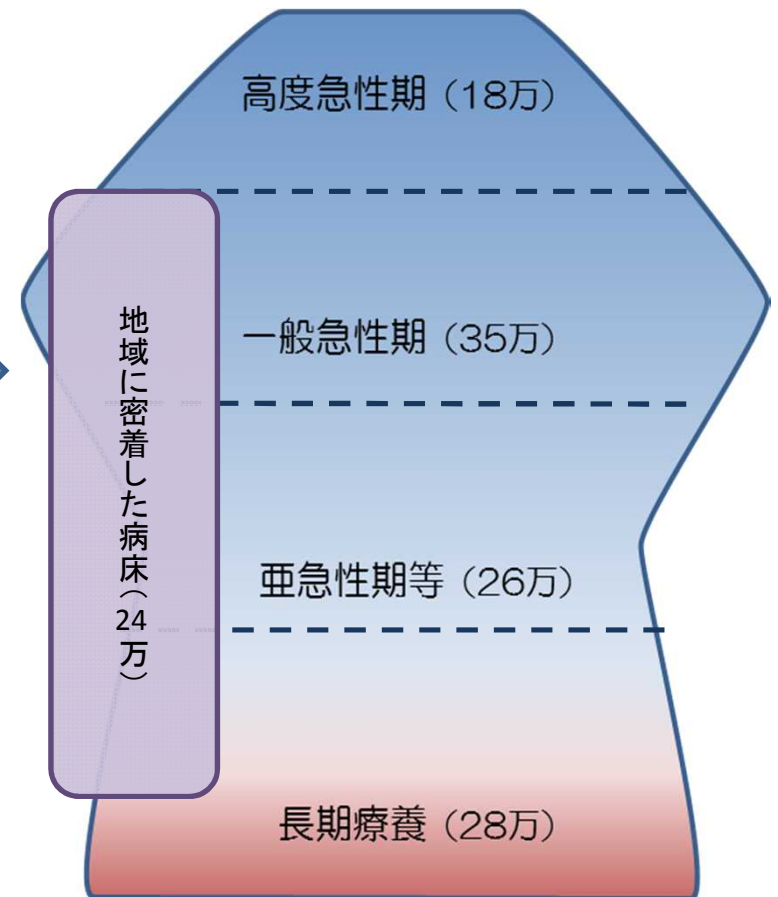 高度急性期（18万）
一般急性期（35万）
地域に密着した病床（24万）
亜急性期等（26万）
長期療養（28万）